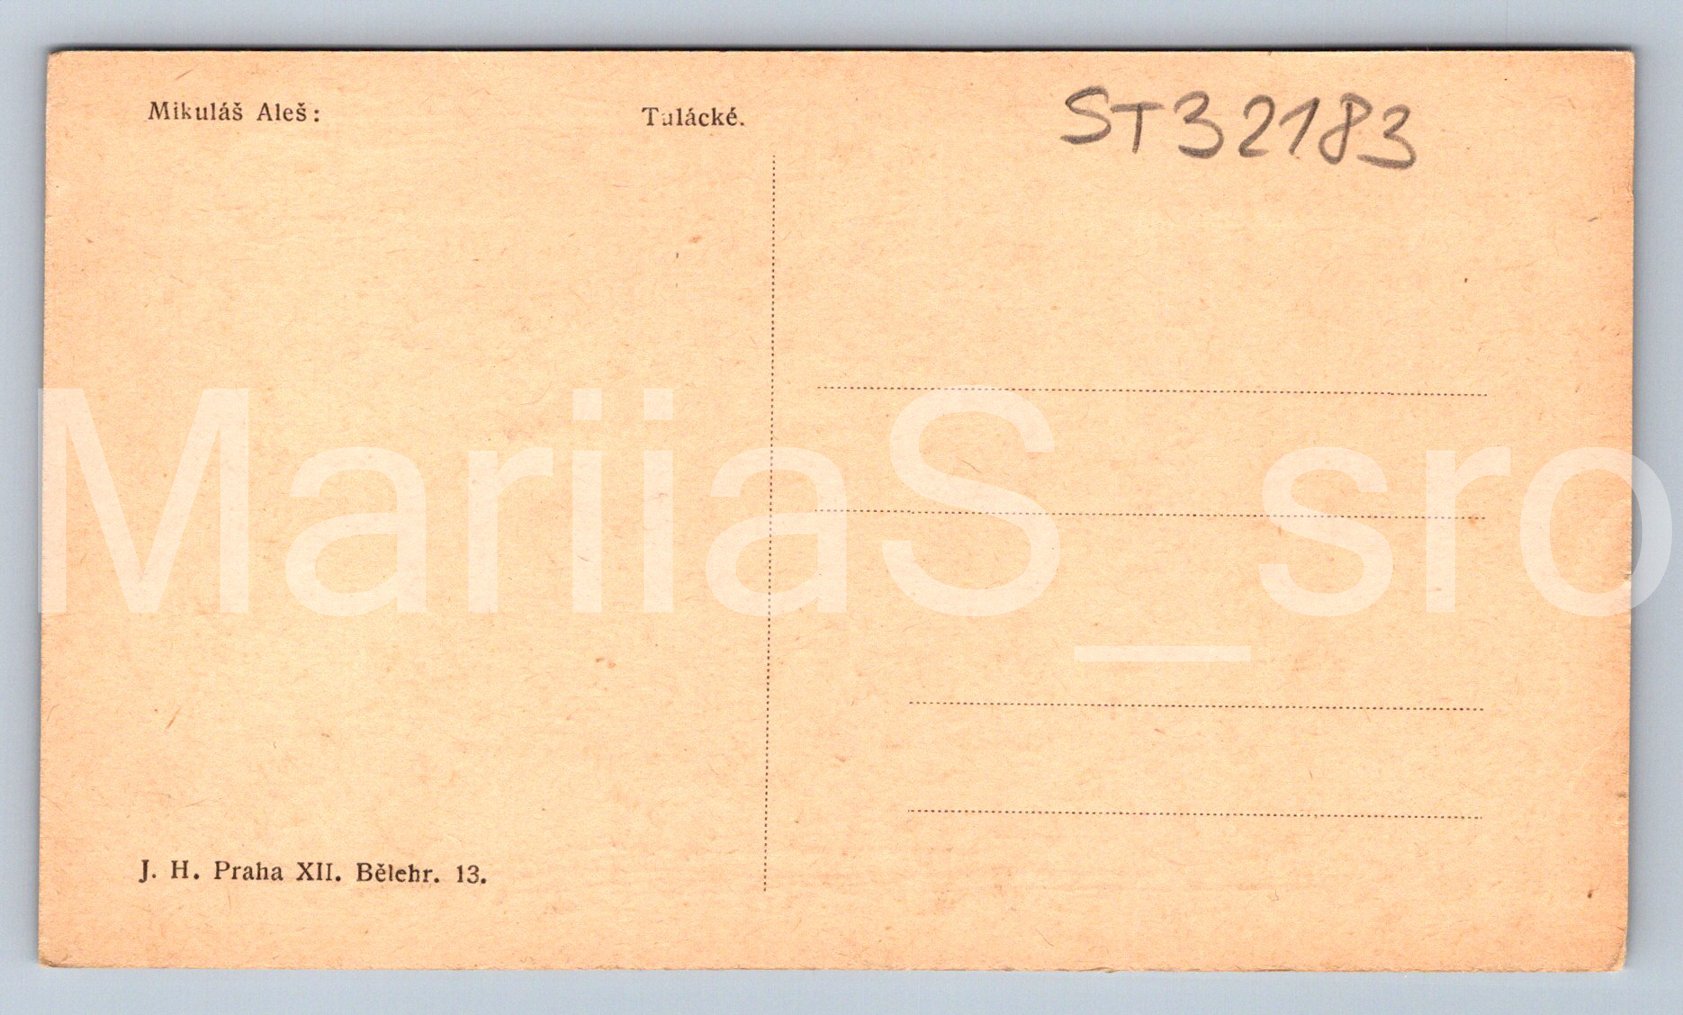 Mikuláš Aleš: Tulácké.
ST32183
MariiaS_sro
J. H. Praha XII. Bělehr. 13.